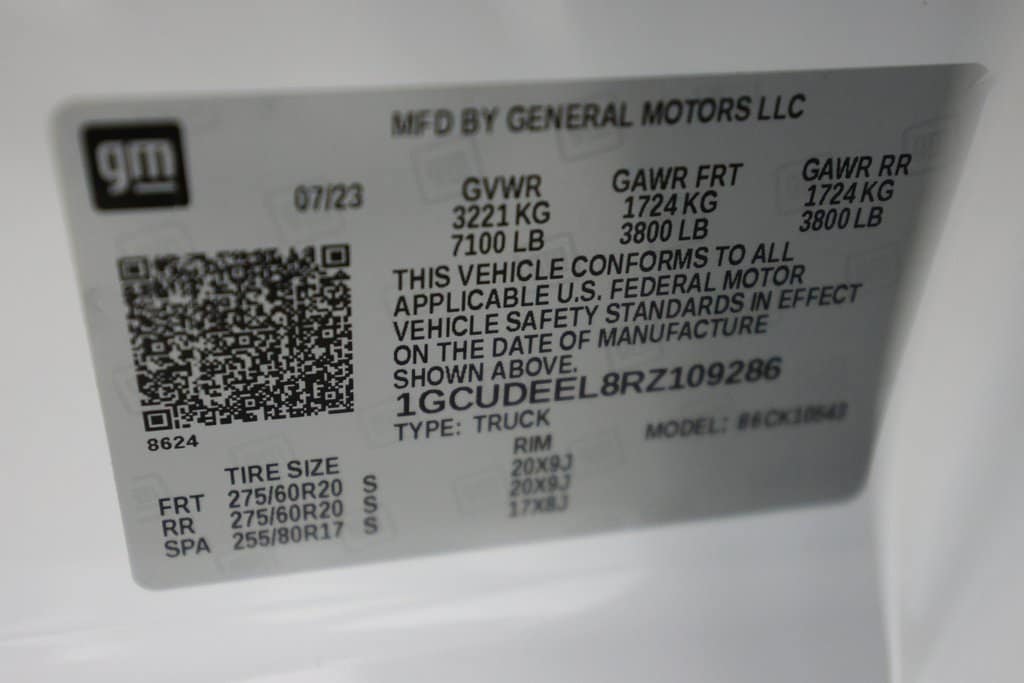 gm
MFD BY GENERAL MOTORS LLC
07/23
GVWR
3221 KG
7100 LB
GAWR FRT
1724 KG
3800 LB
GAWR RR
1724 KG
3800 LB
THIS VEHICLE CONFORMS TO ALL
APPLICABLE U.S. FEDERAL MOTOR
VEHICLE SAFETY STANDARDS IN EFFECT
ON THE DATE OF MANUFACTURE
SHOWN ABOVE.
1GCUDEEL8RZ109286
TYPE: TRUCK
MODEL:
8624
TIRE SIZE
RIM
FRT 275/60R20 S 20X9J
RR 275/60R20 S 20X9J
SPA 255/80R17 S 17X8J